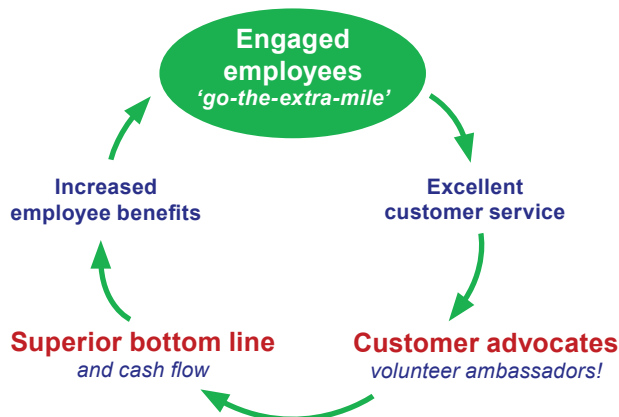 Engaged
employees
‘go-the-extra-mile’
Excellent
customer service
Customer advocates
volunteer ambassadors!
Superior bottom line
and cash flow
Increased
employee benefits